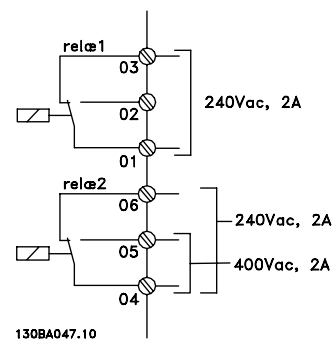 relæ1
03
02
240Vac, 2A
01
relæ2
06
240Vac, 2A
05
400Vac, 2A
04
130BA047.10